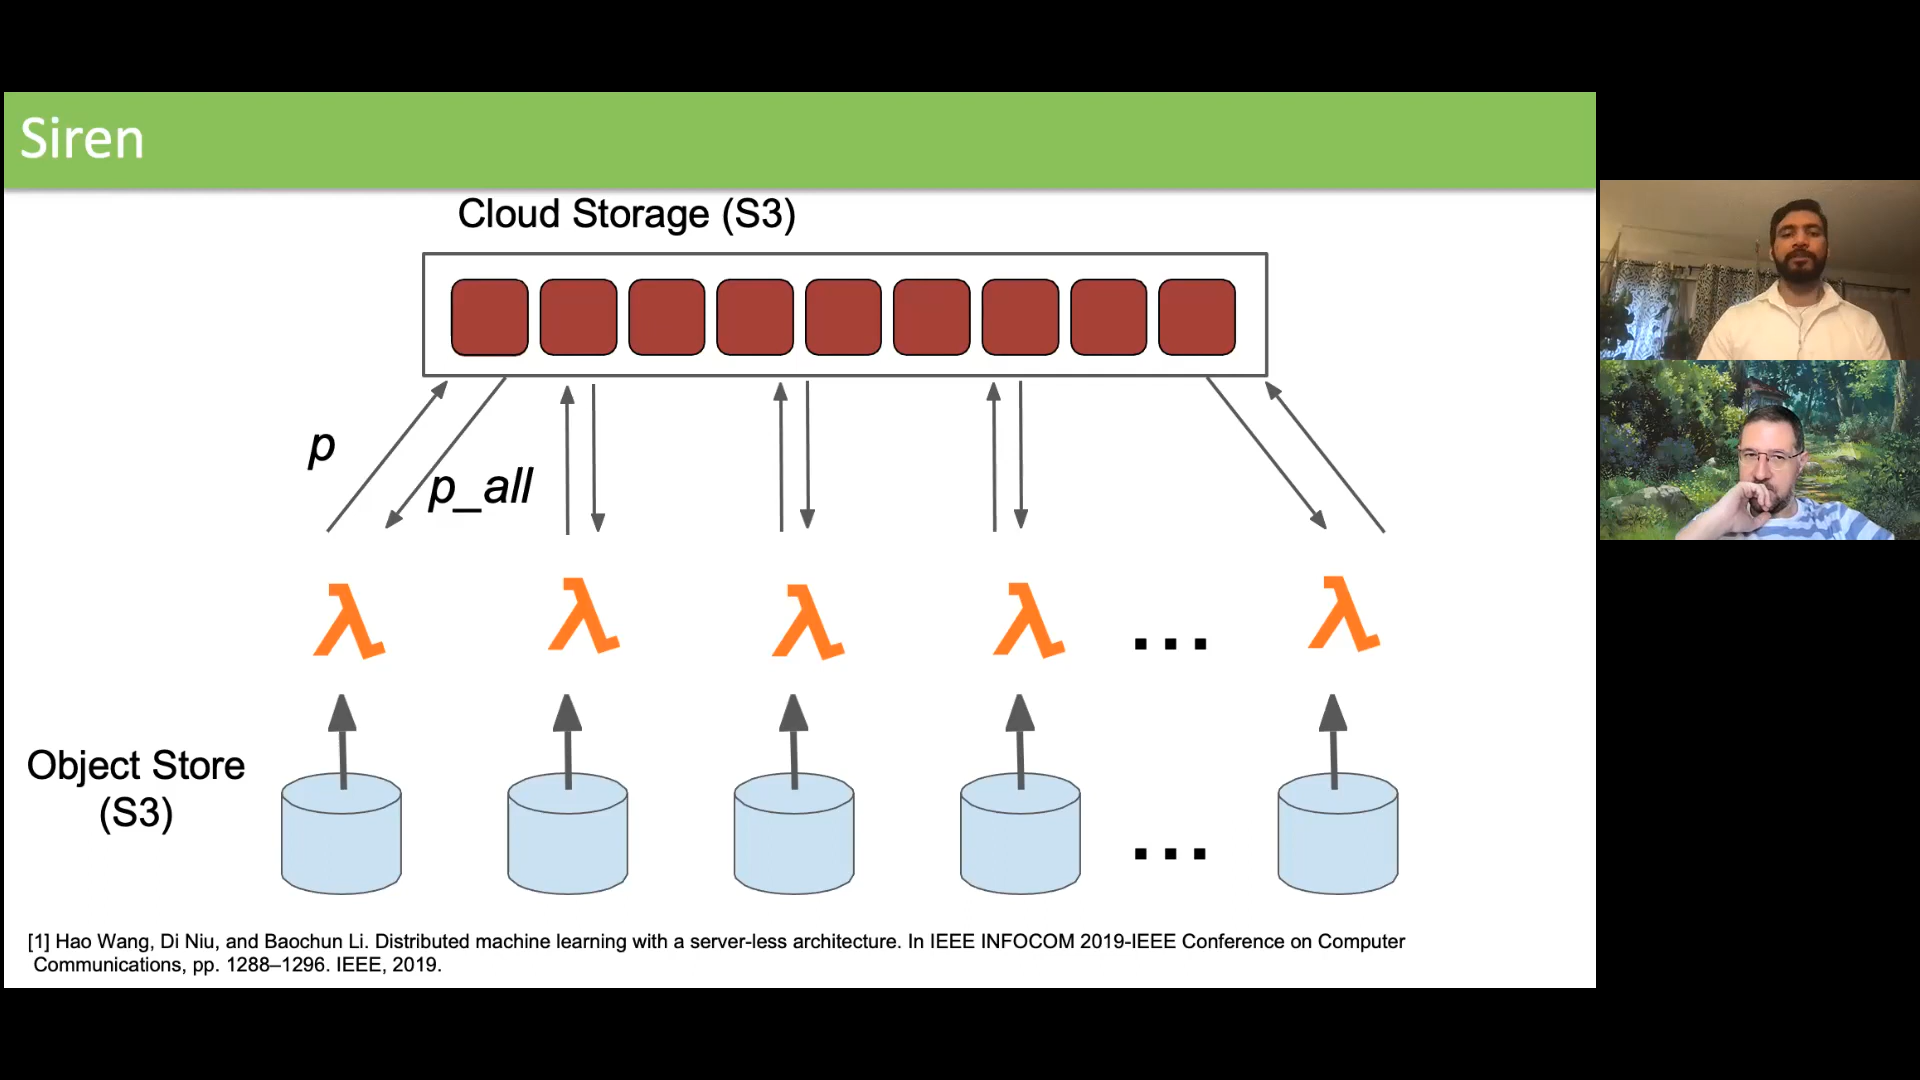 Siren
Cloud Storage (S3)
p
p_all
λ λ λ λ ... λ
Object Store
(S3)
...
[1] Hao Wang, Di Niu, and Baochun Li. Distributed machine learning with a server-less architecture. In IEEE INFOCOM 2019-IEEE Conference on Computer
Communications, pp. 1288–1296. IEEE, 2019.